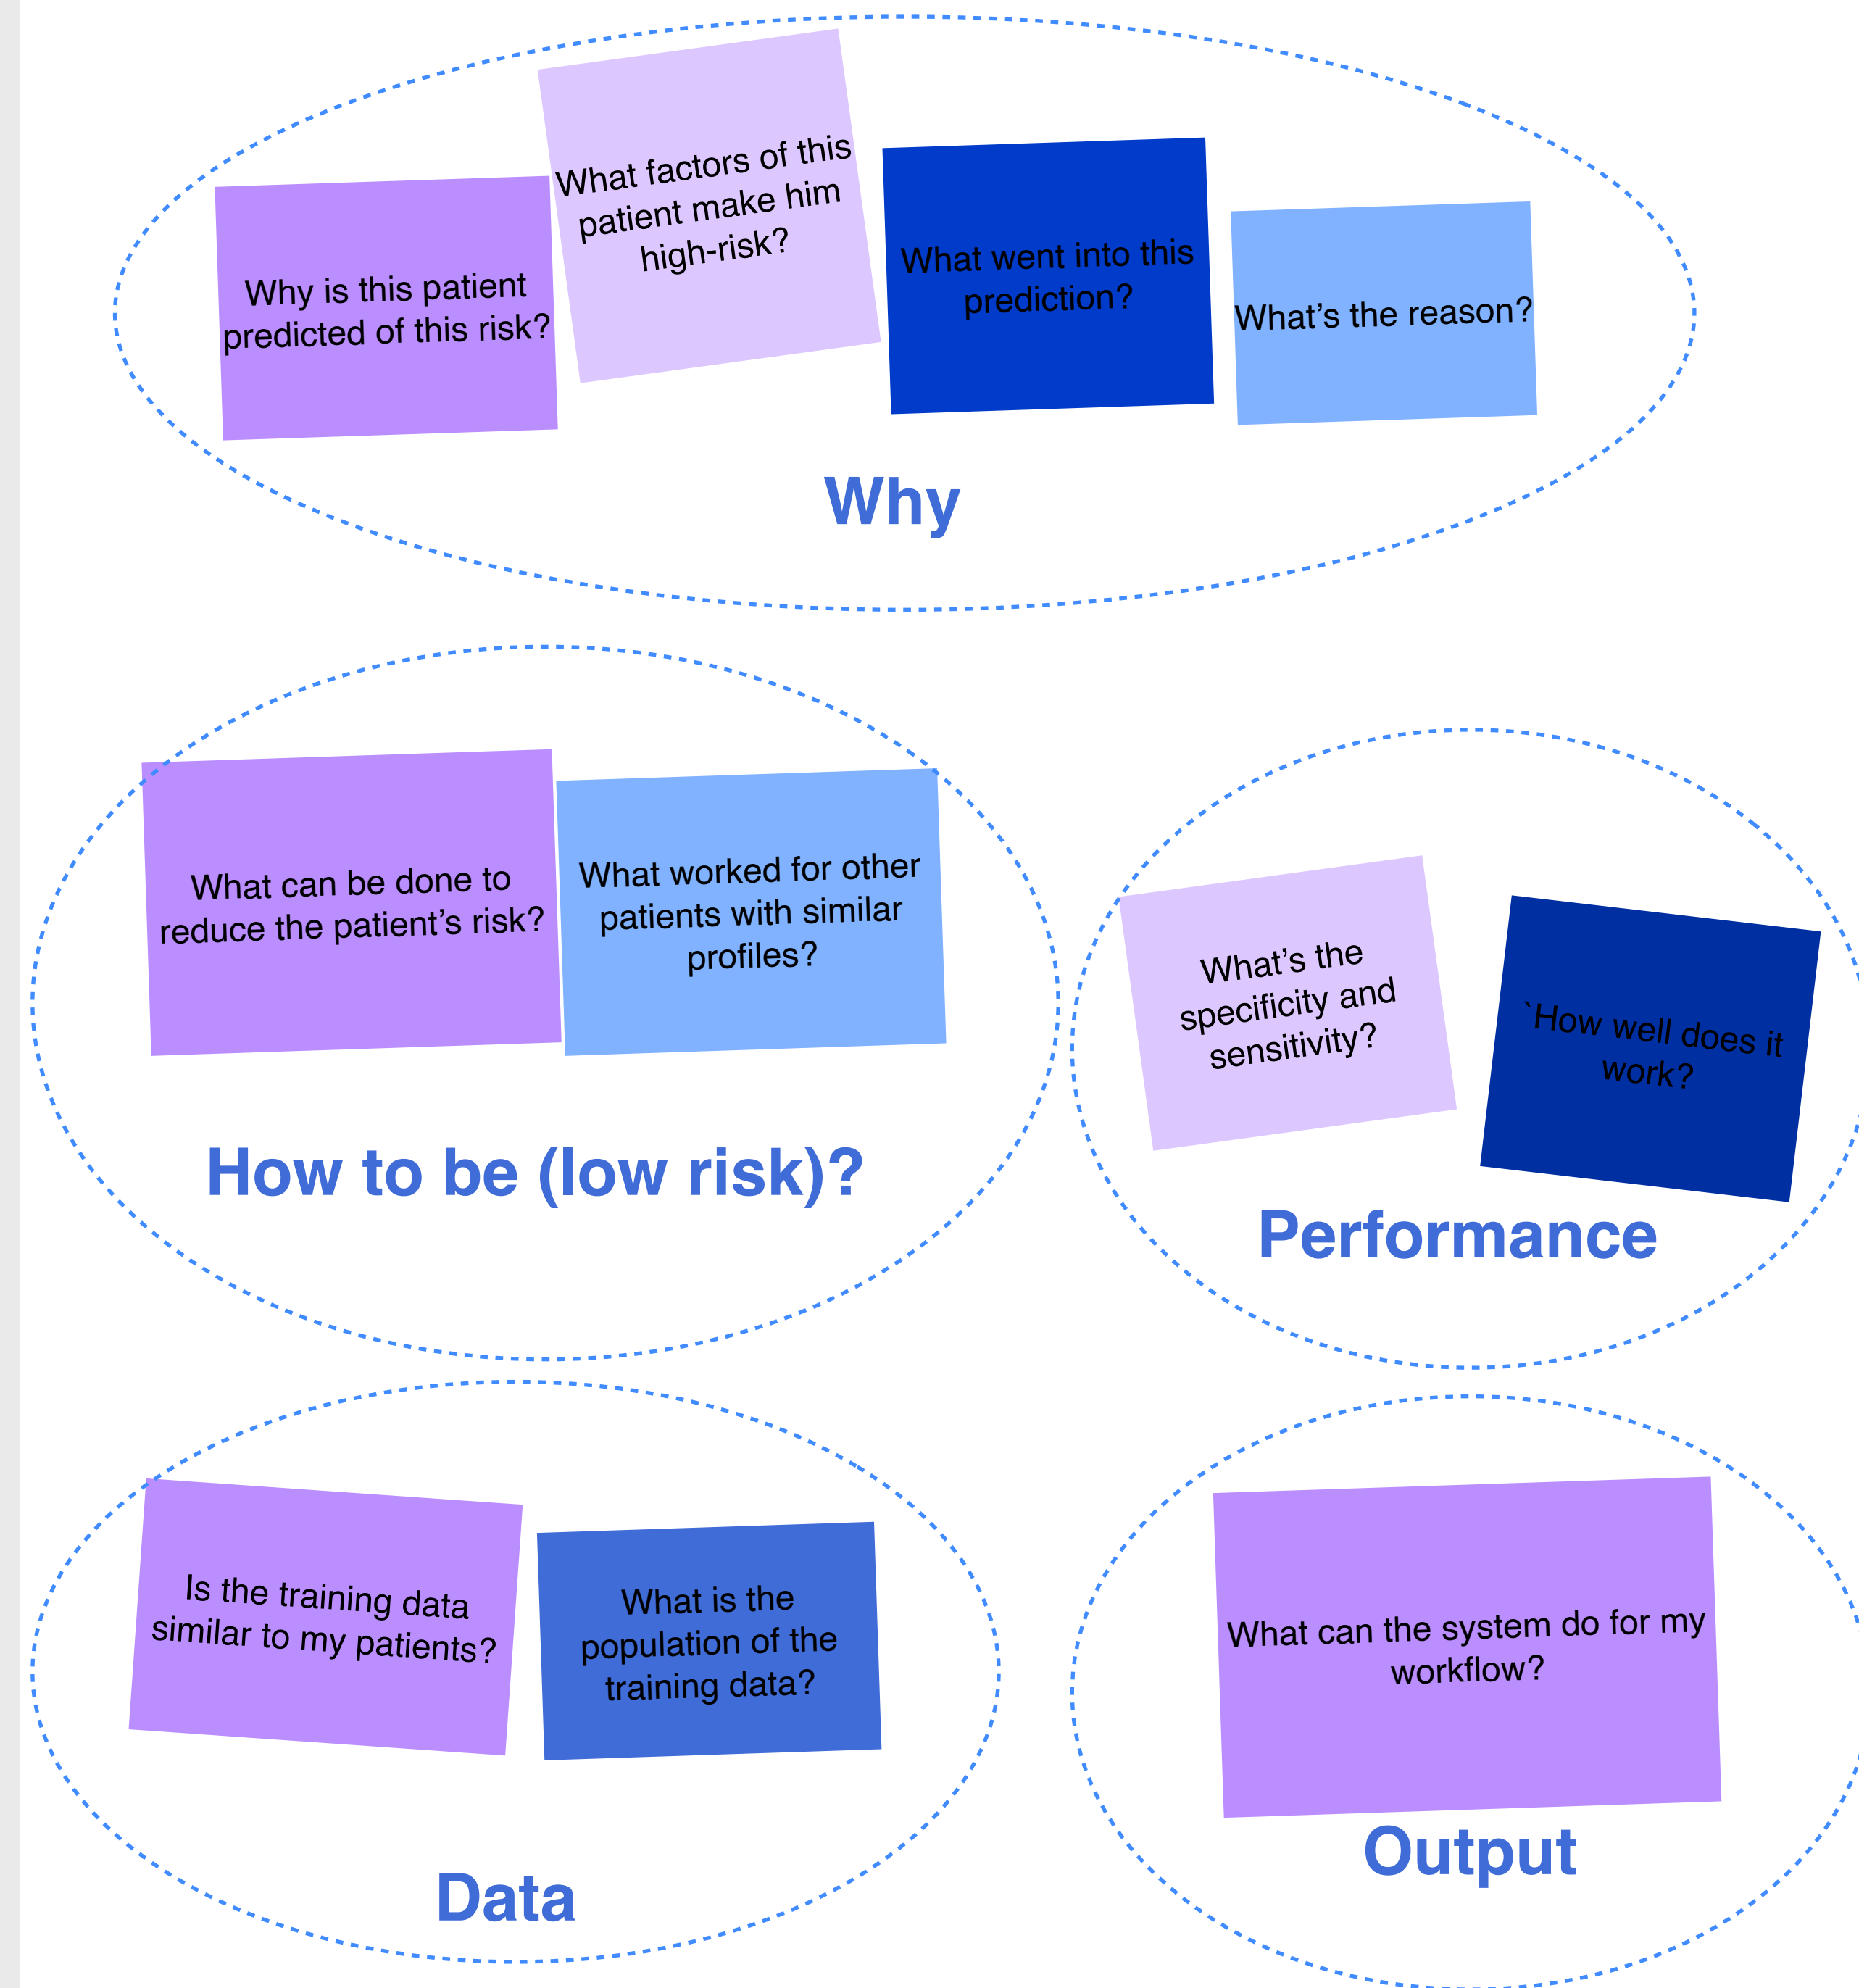 Why is this patient
predicted of this risk?
What factors of this
patient make him
high-risk?
What went into this
prediction?
What’s the reason?
Why
What can be done to
reduce the patient’s risk?
What worked for other
patients with similar
profiles?
How to be (low risk)?
What’s the
specificity and
sensitivity?
`How well does it
work?
Performance
Is the training data
similar to my patients?
What is the
population of the
training data?
Data
What can the system do for my
workflow?
Output